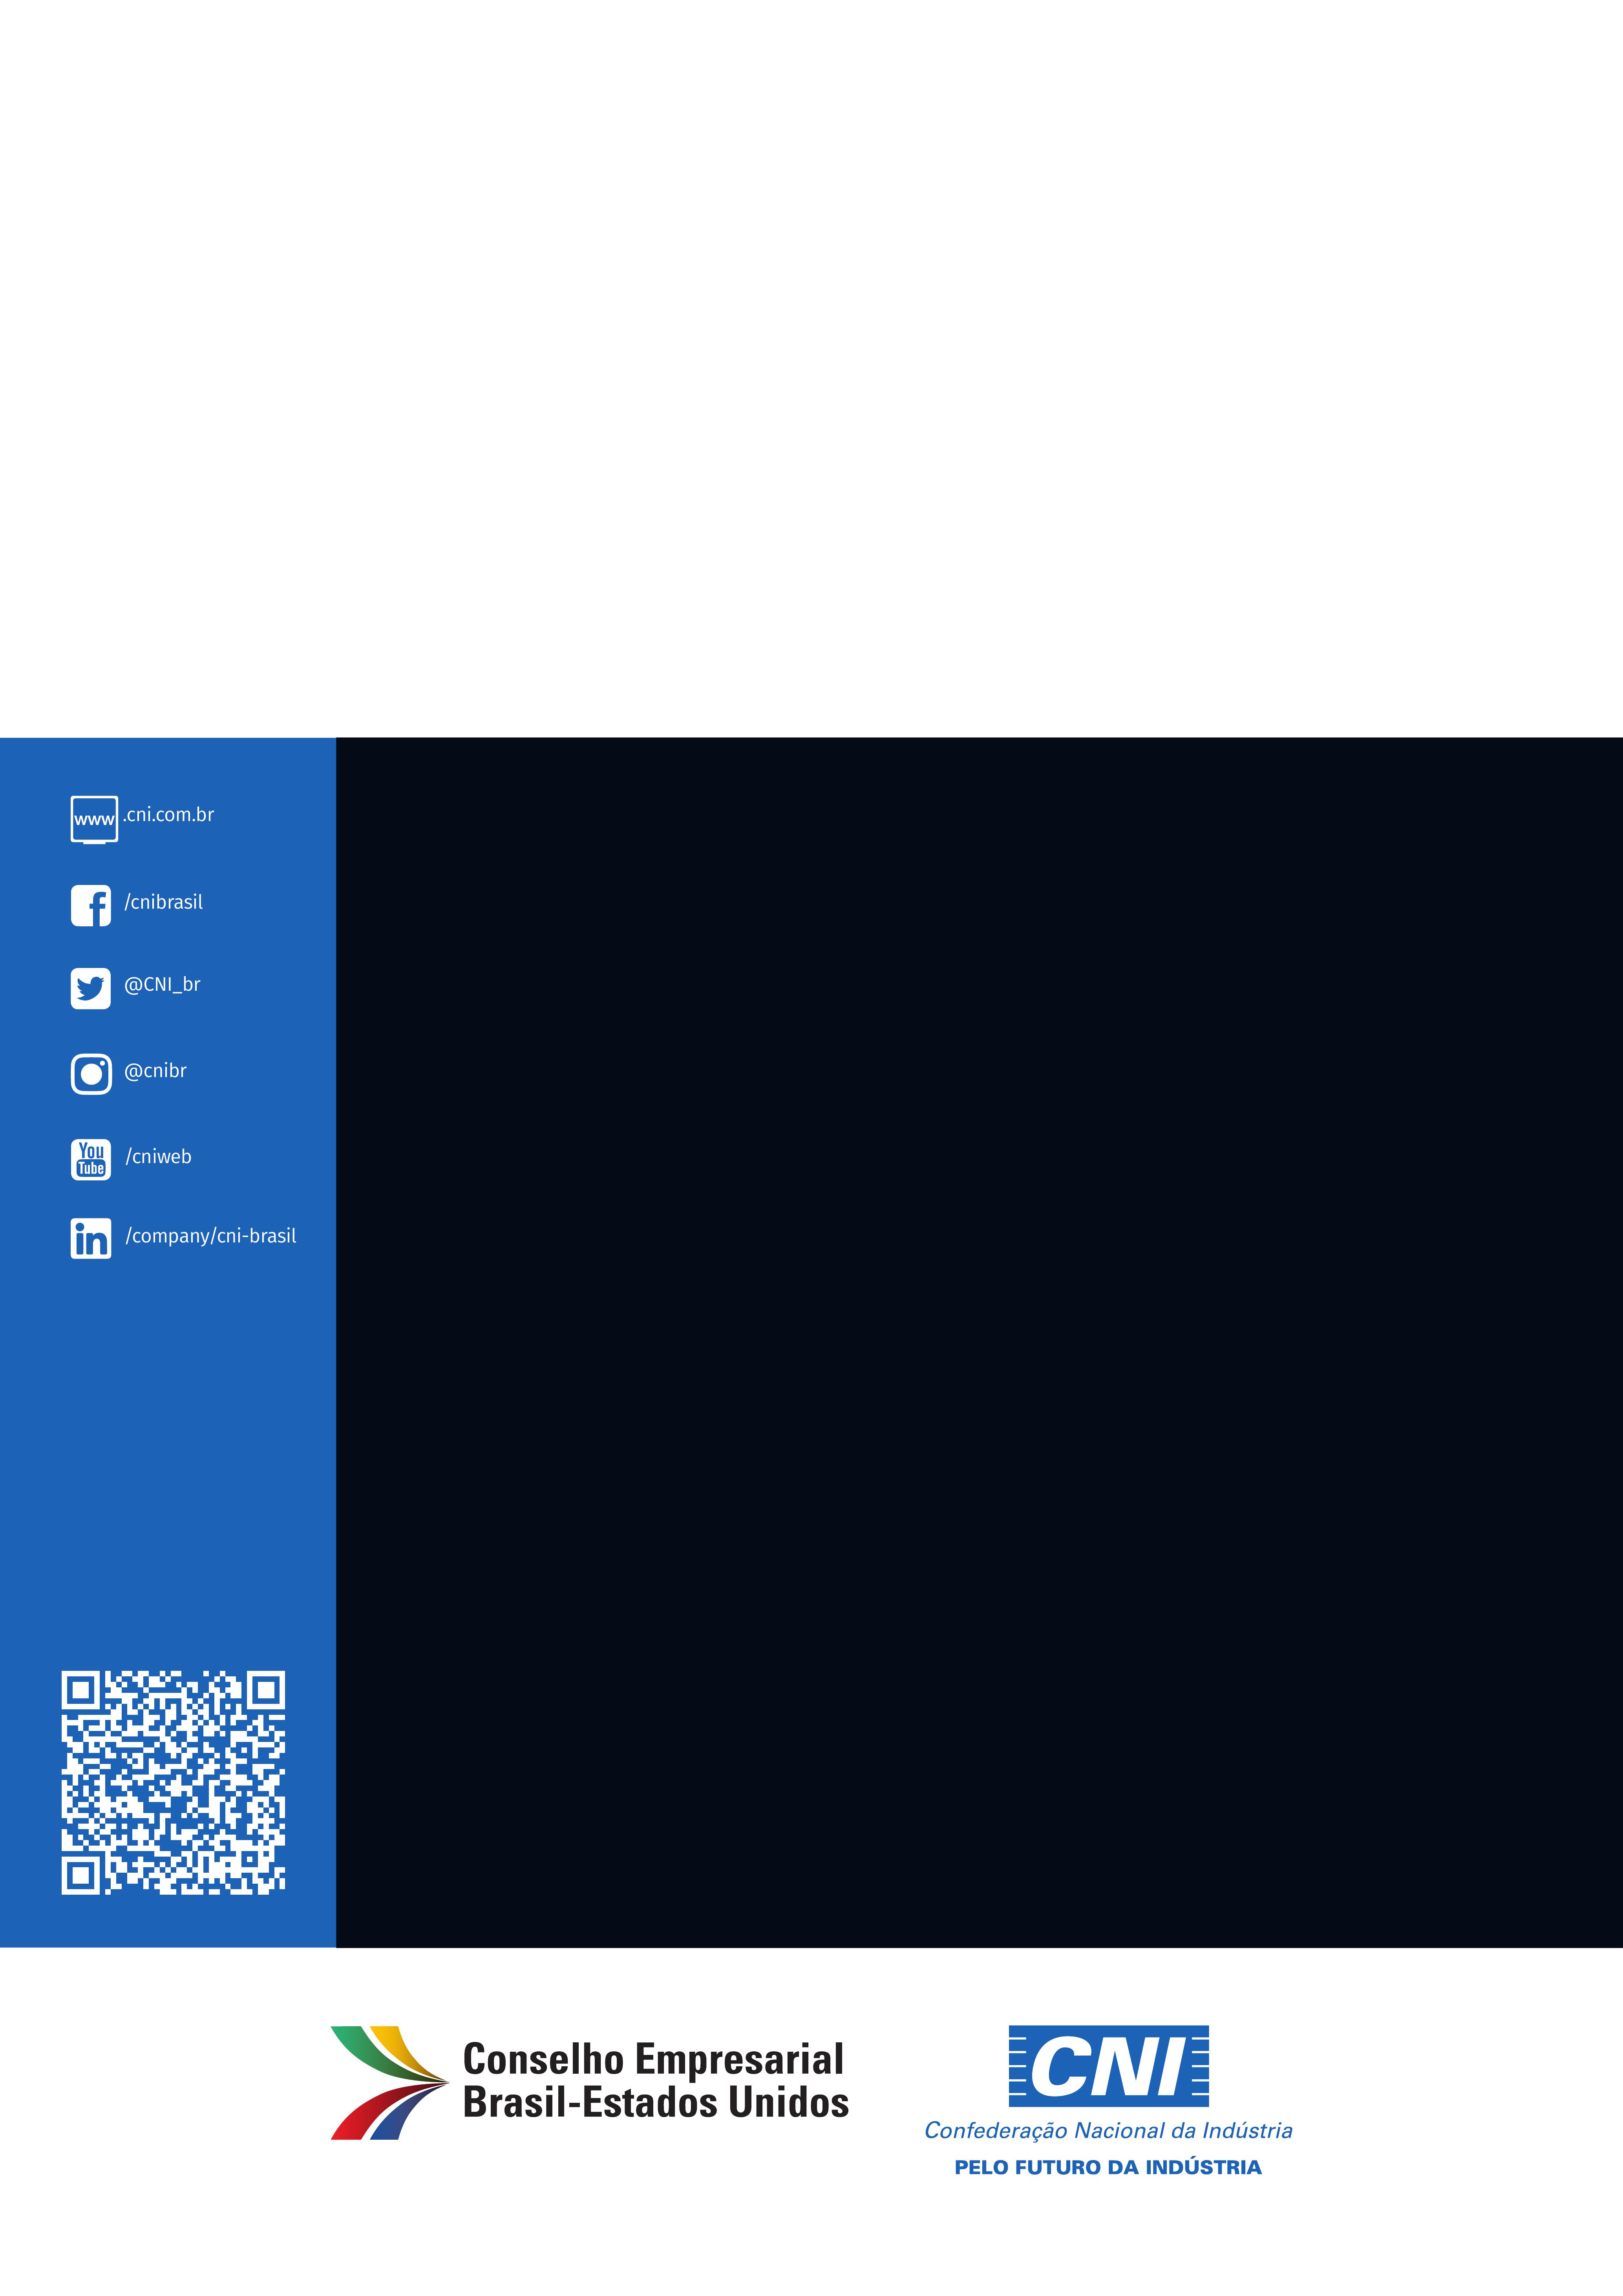 www.cni.com.br
/cnibrasil
@CNI_br
@cnibr
You
Tube
/cniweb
in
/company/cni-brasil
Conselho Empresarial
Brasil-Estados Unidos
CNI
Confederação Nacional da Indústria
PELO FUTURO DA INDÚSTRIA